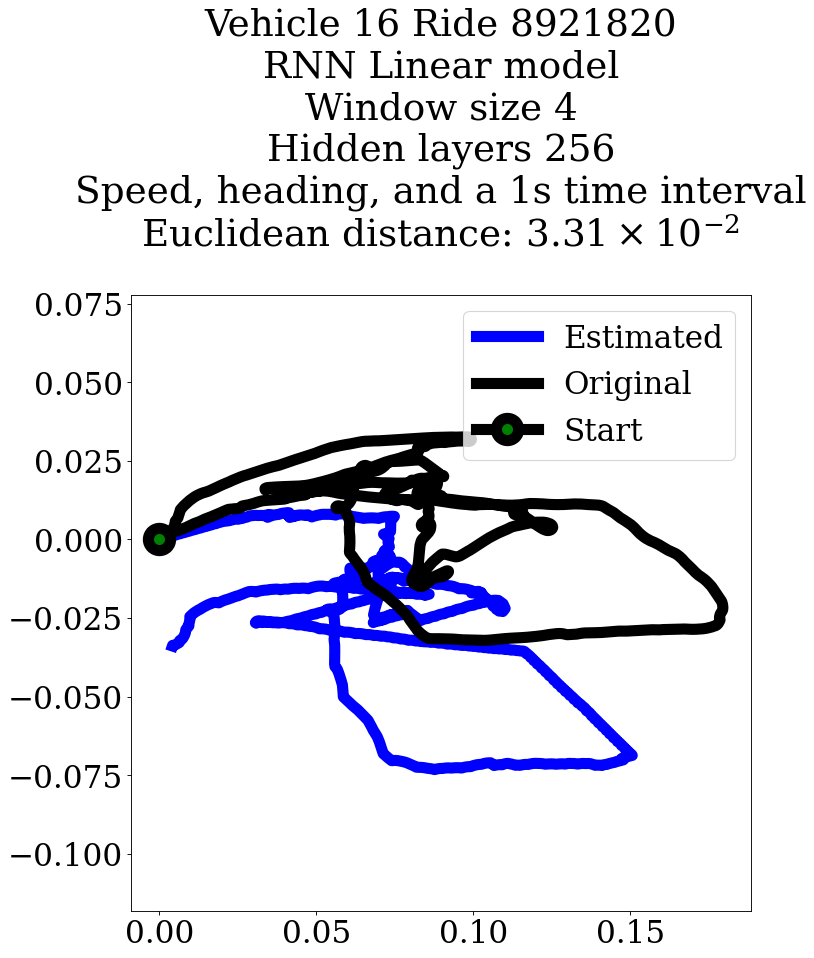 Vehicle 16 Ride 8921820
RNN Linear model
Window size 4
Hidden layers 256
Speed, heading, and a 1s time interval
Euclidean distance: 3.31 × 10⁻²
0.075
0.050
0.025
0.000
−0.025
−0.050
−0.075
−0.100
Estimated
Original
Start
0.00
0.05
0.10
0.15